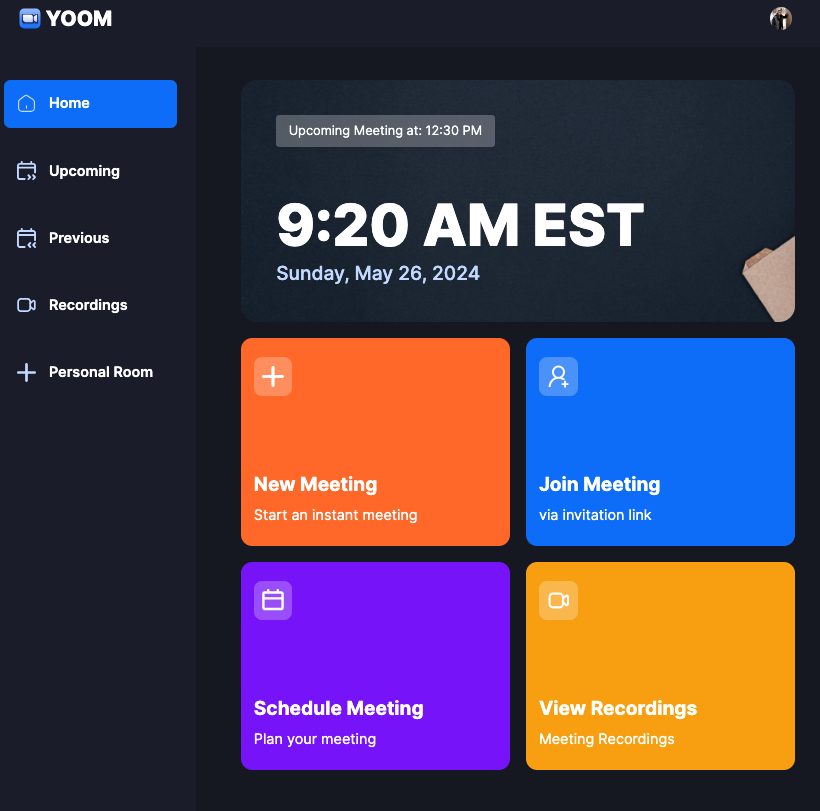 YOOM
Home
Upcoming
Previous
Recordings
Personal Room
Upcoming Meeting at: 12:30 PM
9:20 AM EST
Sunday, May 26, 2024
New Meeting
Start an instant meeting
Join Meeting
via invitation link
Schedule Meeting
Plan your meeting
View Recordings
Meeting Recordings